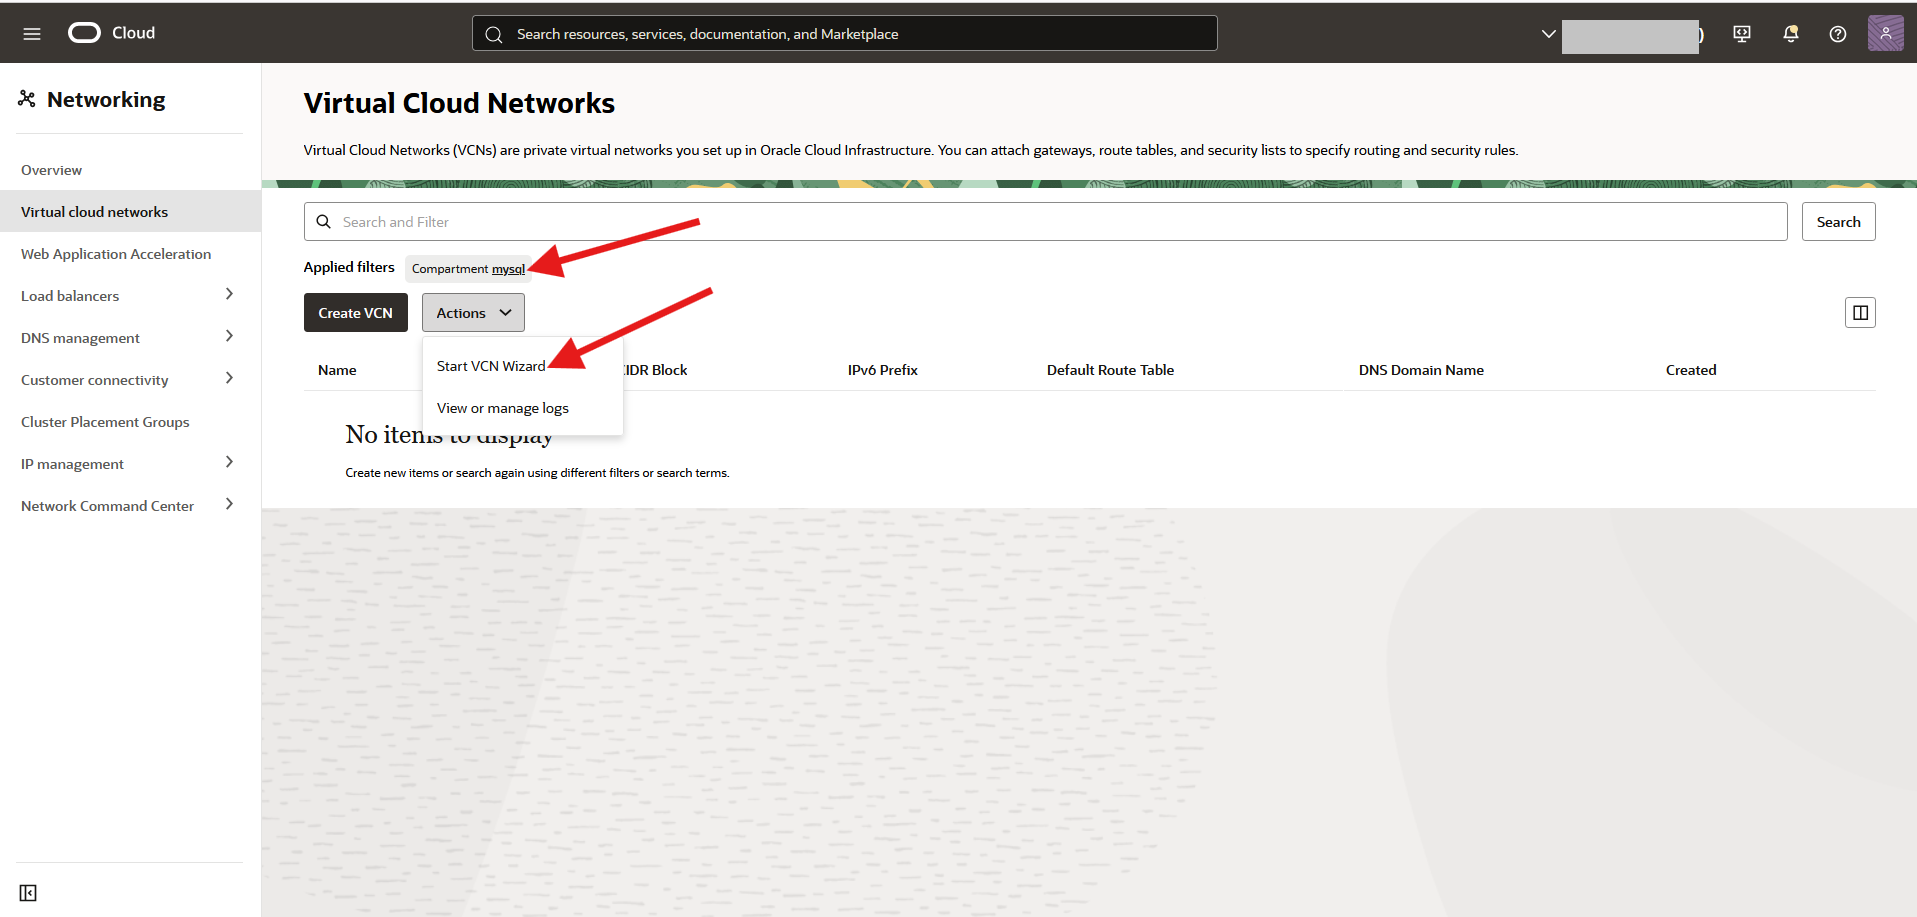 Cloud
Search resources, services, documentation, and Marketplace
Networking
Overview
Virtual cloud networks
Web Application Acceleration
Load balancers
DNS management
Customer connectivity
Cluster Placement Groups
IP management
Network Command Center
Virtual Cloud Networks
Virtual Cloud Networks (VCNs) are private virtual networks you set up in Oracle Cloud Infrastructure. You can attach gateways, route tables, and security lists to specify routing and security rules.
Search and Filter
Search
Applied filters Compartment mysql
Create VCN Actions
Start VCN Wizard
View or manage logs
Name IDR Block IPv6 Prefix Default Route Table DNS Domain Name Created
No items to display
Create new items or search again using different filters or search terms.